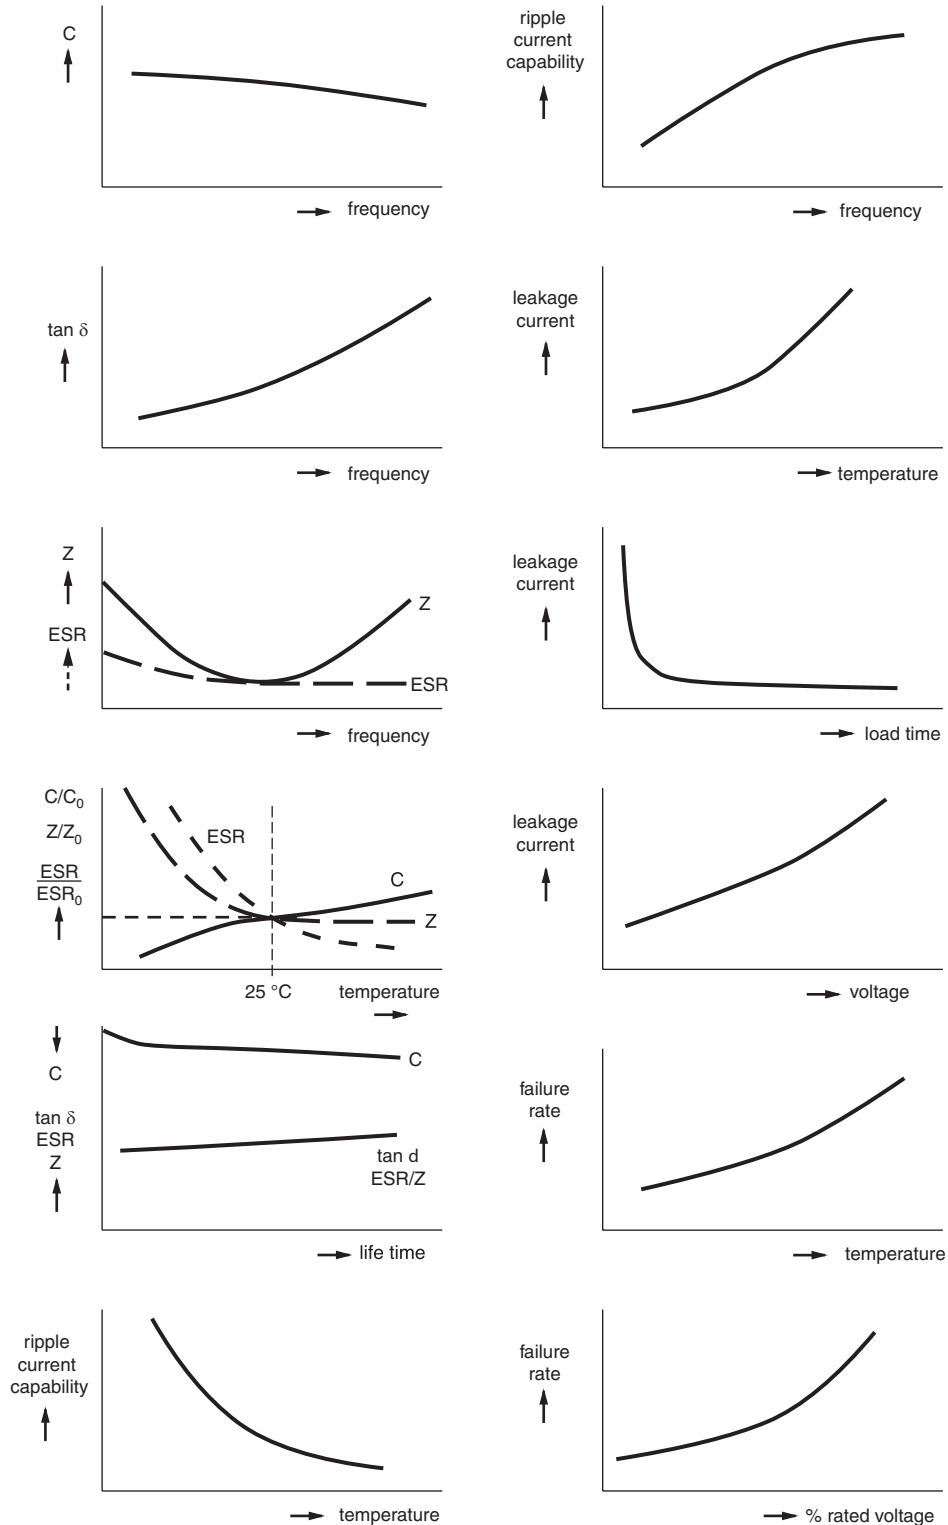 C
frequency
ripple
current
capability
frequency
tan δ
frequency
leakage
current
temperature
Z
ESR
Z
ESR
frequency
leakage
current
load time
C/C₀
Z/Z₀
ESR
ESR₀
ESR
C
Z
25 °C
temperature
leakage
current
voltage
C
tan δ
ESR
Z
C
tan d
ESR/Z
life time
failure
rate
temperature
ripple
current
capability
temperature
failure
rate
% rated voltage